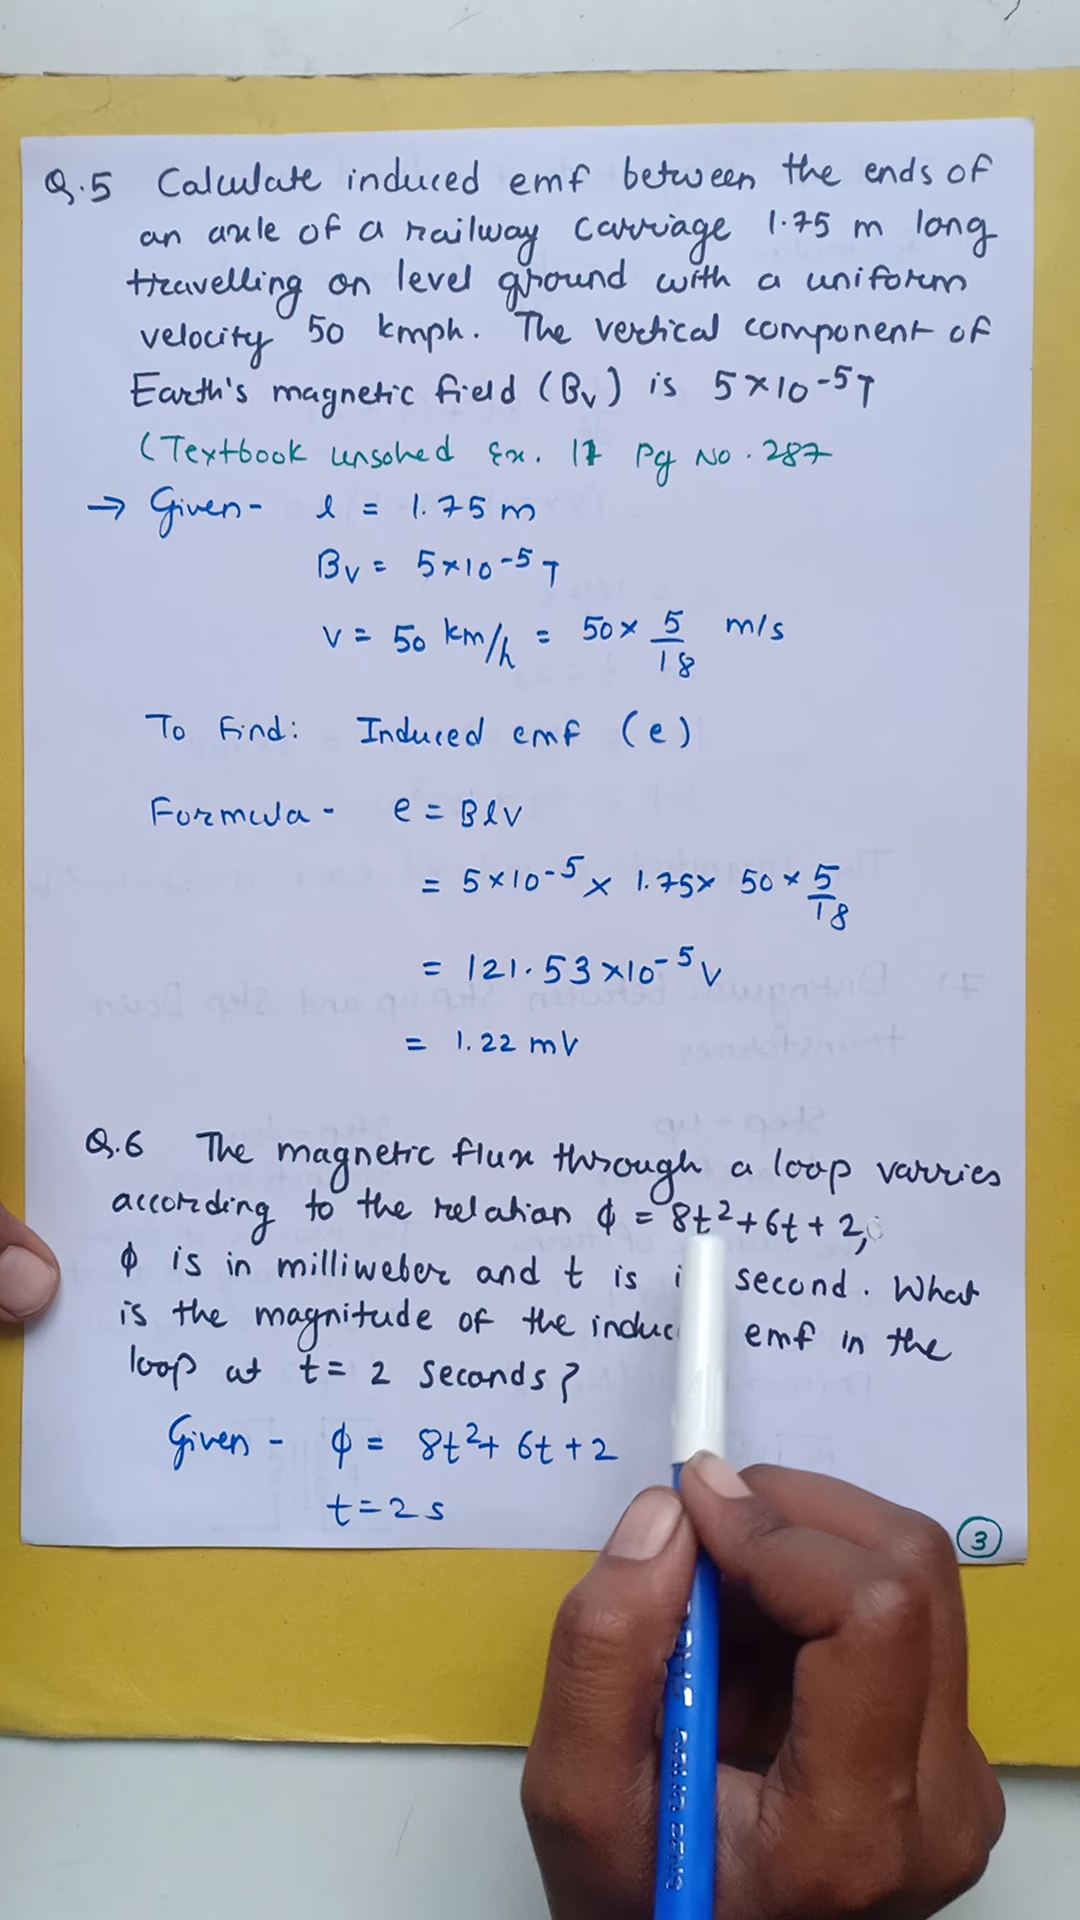 Q.5 Calculate induced emf between the ends of
an axle of a railway carriage 1.75 m long
travelling on level ground with a uniform
velocity 50 kmph. The vertical component of
Earth's magnetic field (Bv) is 5×10-5T
(Textbook unsolved Ex. 17 Pg No. 287
→ Given- l = 1.75 m
Bv = 5×10-5T
v = 50 km/h = 50 × 5/18 m/s
To Find: Induced emf (e)
Formula- e = Blv
= 5×10-5 × 1.75 × 50 × 5/18
= 121.53×10-5 V
= 1.22 mV
Q.6 The magnetic flux through a loop varries
according to the relation ϕ = 8t²+6t+2,
ϕ is in milliweber and t is second. What
is the magnitude of the emf in the
loop at t = 2 seconds?
Given - ϕ = 8t²+ 6t+2
t=2s
3